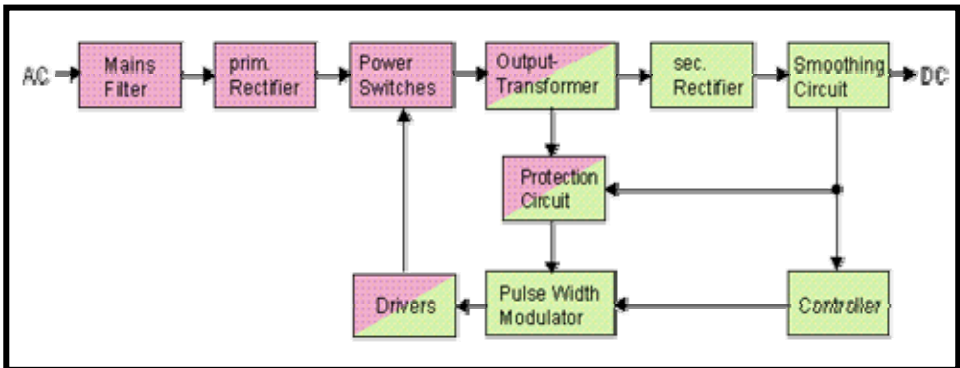 AC
Mains
Filter
prim.
Rectifier
Power
Switches
Output-
Transformer
sec.
Rectifier
Smoothing
Circuit
DC
Protection
Circuit
Drivers
Pulse Width
Modulator
Controller